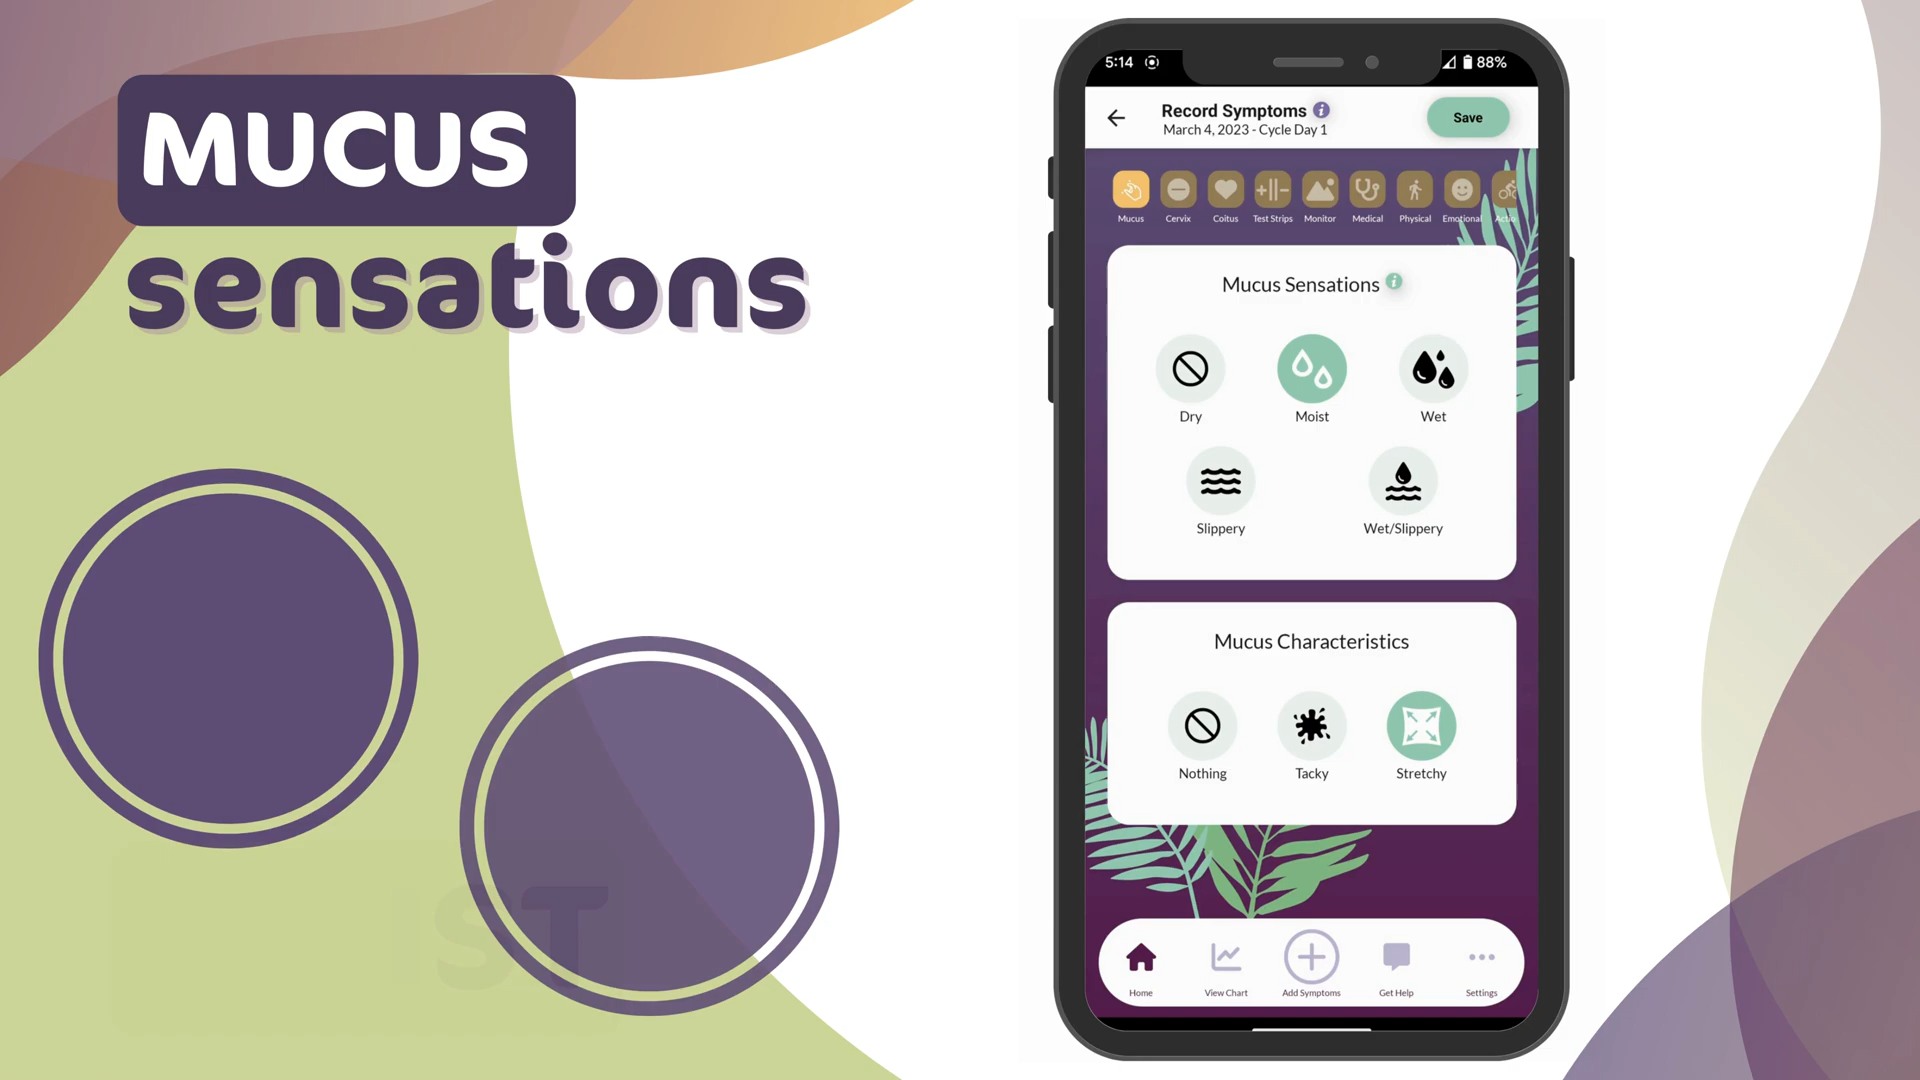 MUCUS
sensations
5:14
88%
Record Symptoms
March 4, 2023 - Cycle Day 1
Save
Mucus
Cervix
Coitus
Test Strips
Monitor
Medical
Physical
Emotional
Mucus Sensations
Dry
Moist
Wet
Slippery
Wet/Slippery
Mucus Characteristics
Nothing
Tacky
Stretchy
Home
View Chart
Add Symptoms
Get Help
Settings